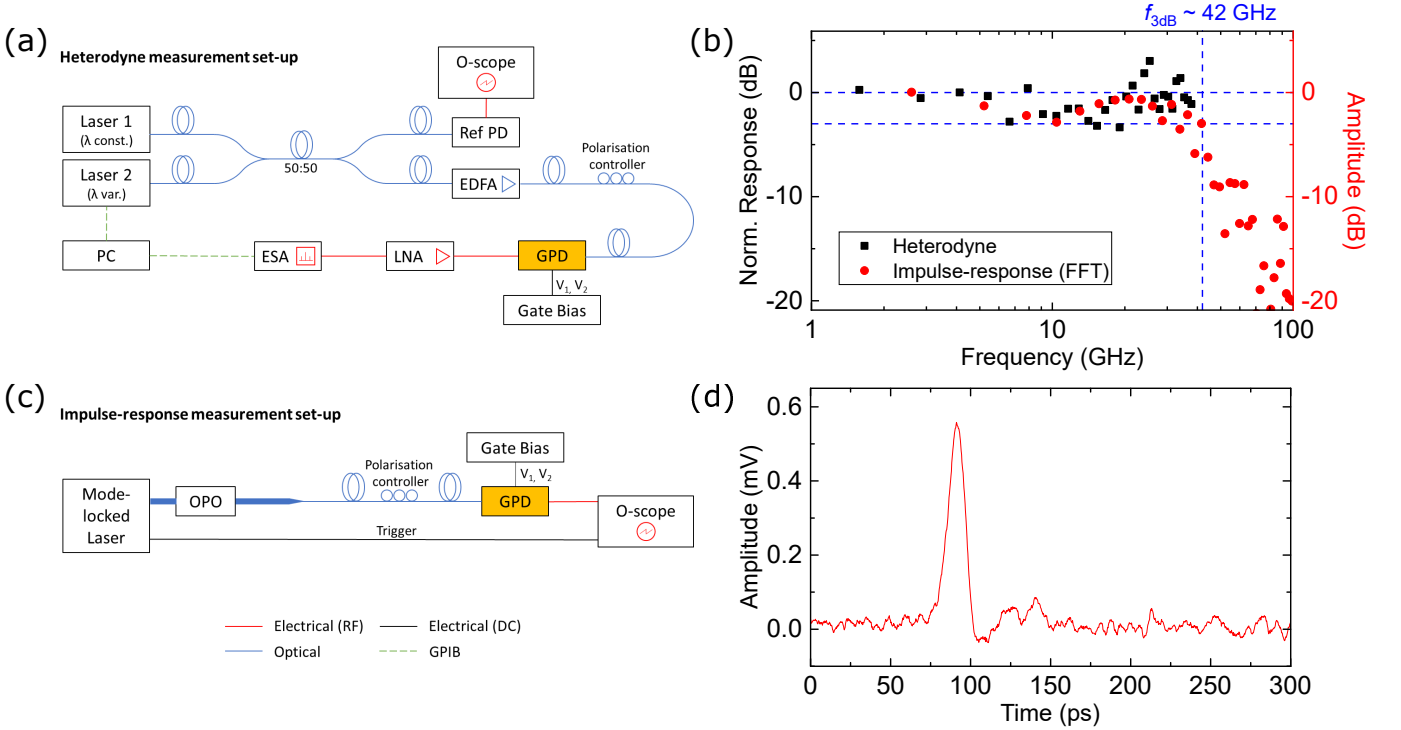 (a)
Heterodyne measurement set-up
O-scope
Laser 1
(λ const.)
Ref PD
50:50
Laser 2
(λ var.)
EDFA
Polarisation
controller
PC
ESA
LNA
GPD
V1, V2
Gate Bias
(b)
f3dB ~ 42 GHz
Norm. Response (dB)
0
-10
-20
0
-10
-20
Amplitude (dB)
Heterodyne
Impulse-response (FFT)
1
10
100
Frequency (GHz)
(c)
Impulse-response measurement set-up
Gate Bias
V1, V2
Polarisation
controller
Mode-
locked
Laser
OPO
GPD
O-scope
Trigger
Electrical (RF)
Electrical (DC)
Optical
GPIB
(d)
Amplitude (mV)
0.6
0.4
0.2
0.0
0
50
100
150
200
250
300
Time (ps)